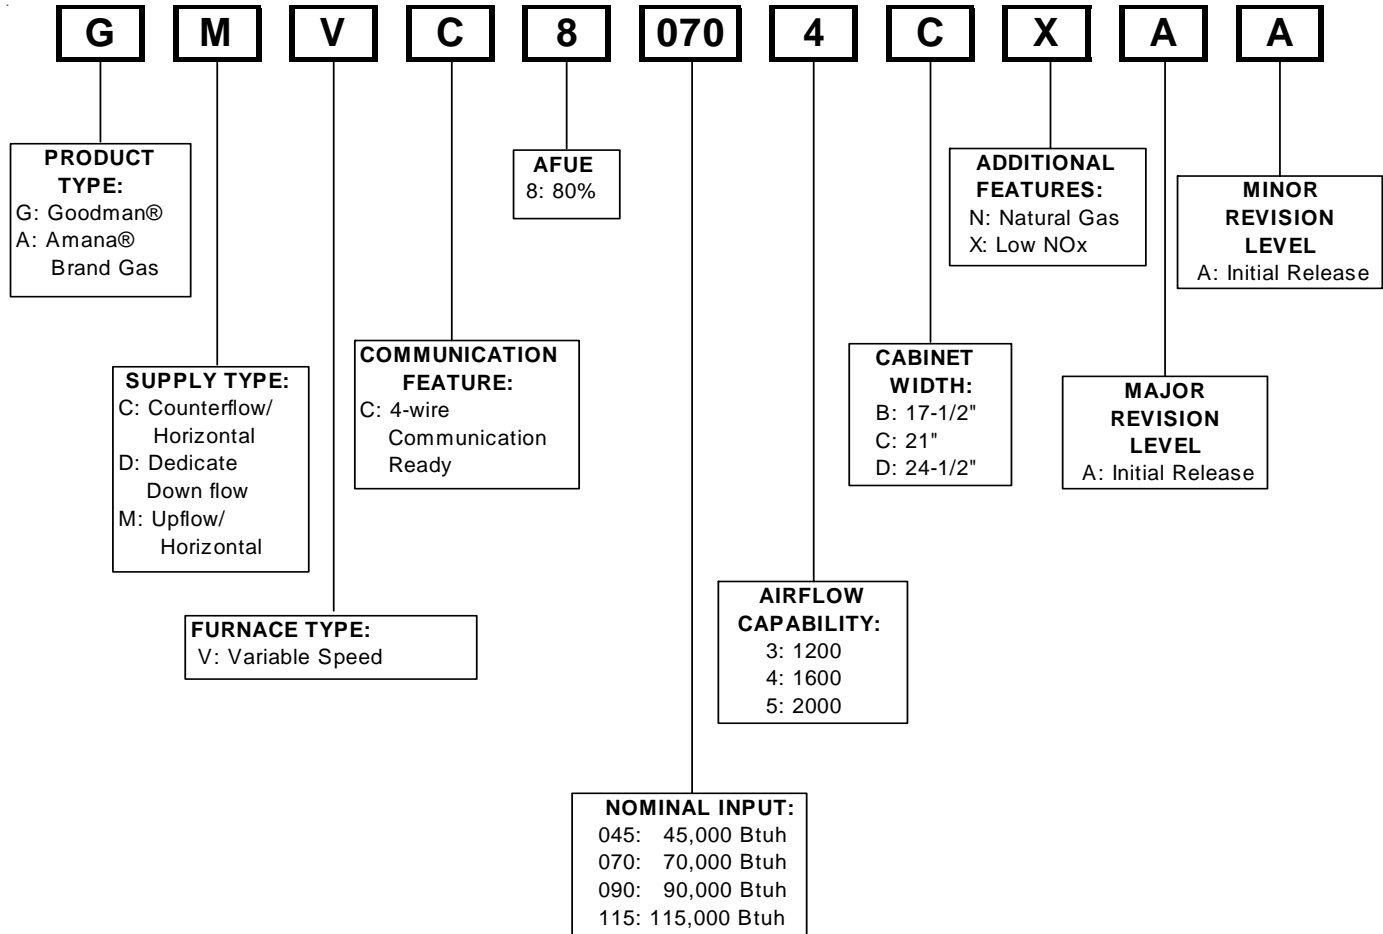 G M V C 8 070 4 C X A A
PRODUCT
TYPE:
G: Goodman®
A: Amana®
Brand Gas
SUPPLY TYPE:
C: Counterflow/
Horizontal
D: Dedicate
Down flow
M: Upflow/
Horizontal
FURNACE TYPE:
V: Variable Speed
COMMUNICATION
FEATURE:
C: 4-wire
Communication
Ready
AFUE
8: 80%
NOMINAL INPUT:
045: 45,000 Btuh
070: 70,000 Btuh
090: 90,000 Btuh
115: 115,000 Btuh
AIRFLOW
CAPABILITY:
3: 1200
4: 1600
5: 2000
CABINET
WIDTH:
B: 17-1/2"
C: 21"
D: 24-1/2"
ADDITIONAL
FEATURES:
N: Natural Gas
X: Low NOx
MAJOR
REVISION
LEVEL
A: Initial Release
MINOR
REVISION
LEVEL
A: Initial Release